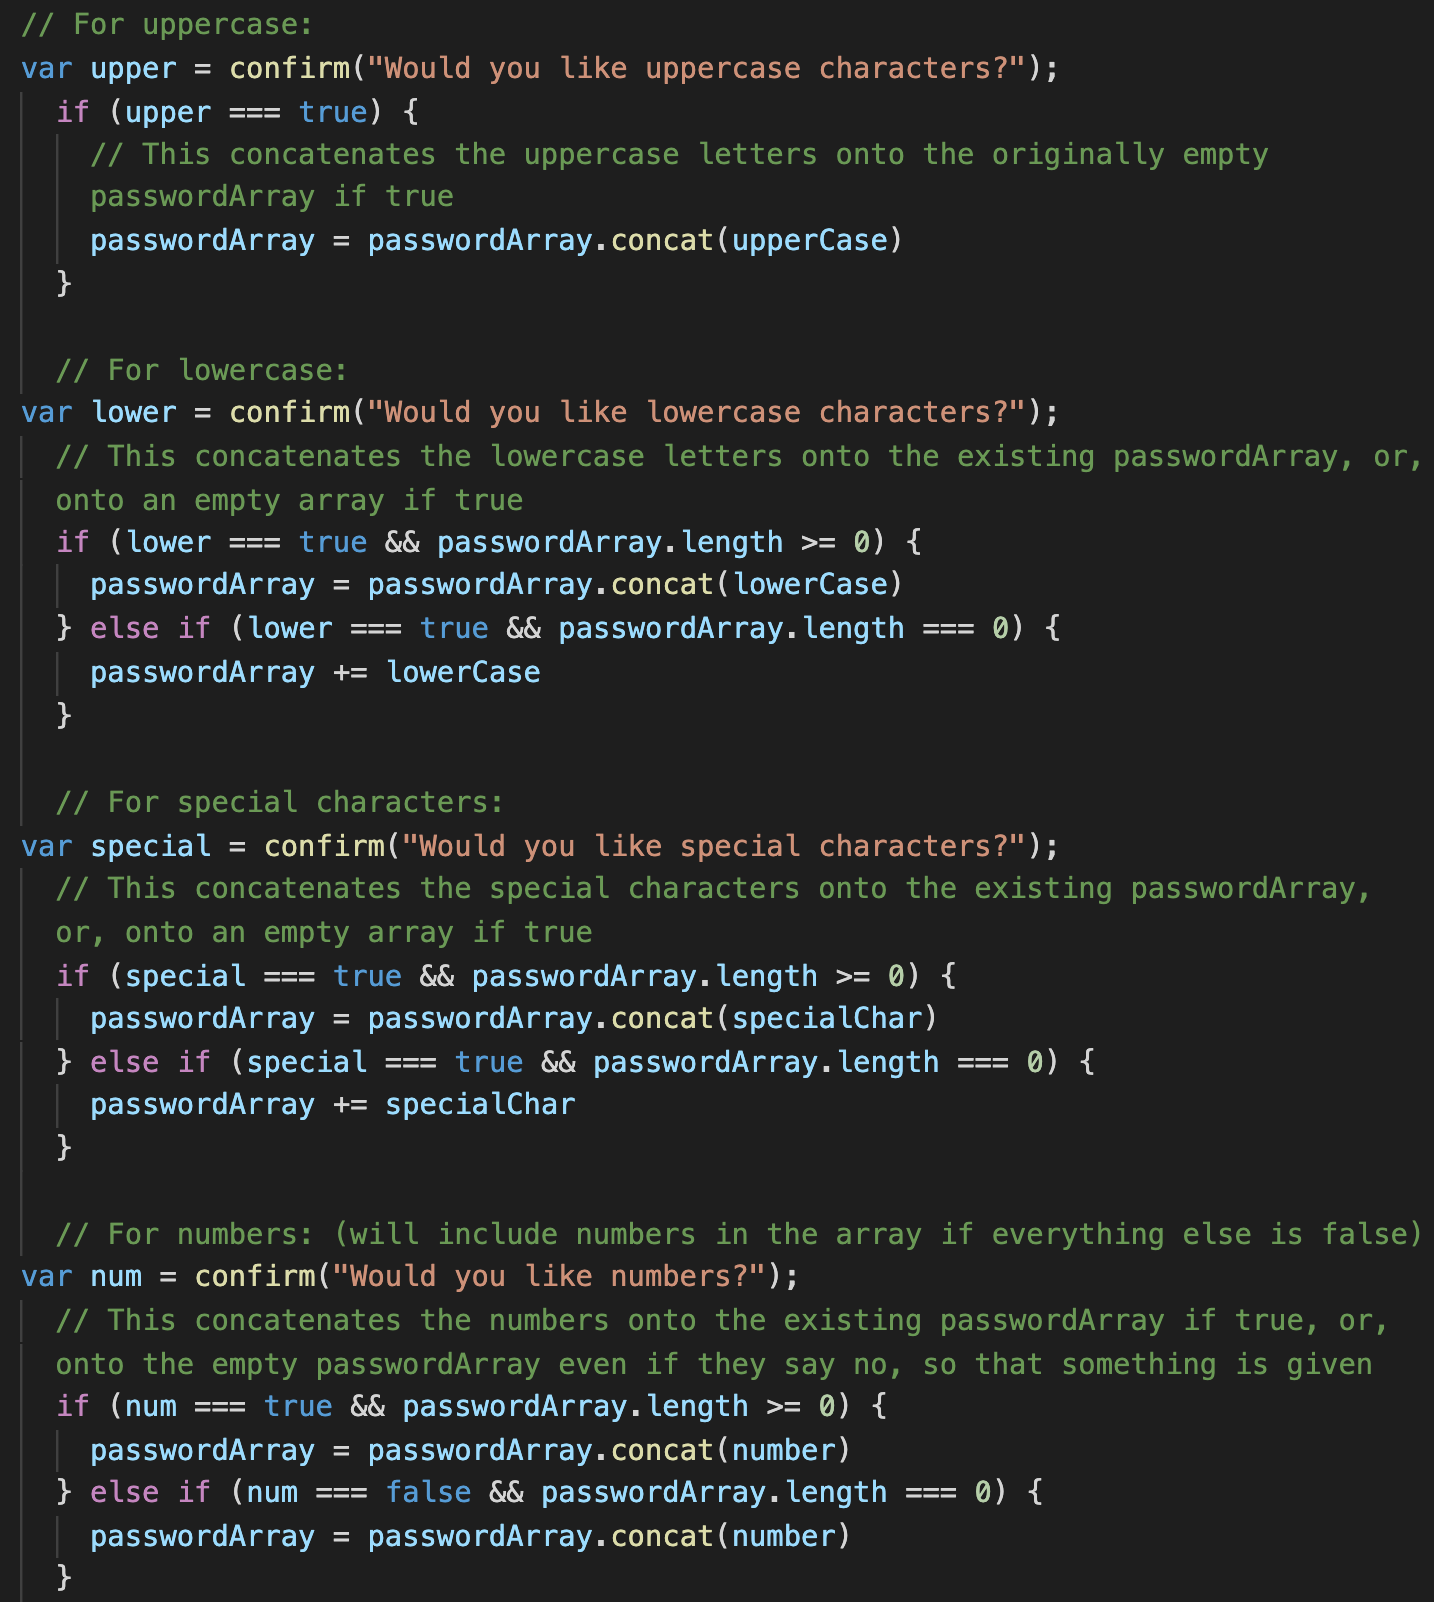 // For uppercase:
var upper = confirm("Would you like uppercase characters?");
if (upper === true) {
// This concatenates the uppercase letters onto the originally empty
passwordArray if true
passwordArray = passwordArray.concat(upperCase)
}
// For lowercase:
var lower = confirm("Would you like lowercase characters?");
// This concatenates the lowercase letters onto the existing passwordArray, or,
onto an empty array if true
if (lower === true && passwordArray.length >= 0) {
passwordArray = passwordArray.concat(lowerCase)
} else if (lower === true && passwordArray.length === 0) {
passwordArray += lowerCase
}
// For special characters:
var special = confirm("Would you like special characters?");
// This concatenates the special characters onto the existing passwordArray,
or, onto an empty array if true
if (special === true && passwordArray.length >= 0) {
passwordArray = passwordArray.concat(specialChar)
} else if (special === true && passwordArray.length === 0) {
passwordArray += specialChar
}
// For numbers: (will include numbers in the array if everything else is false)
var num = confirm("Would you like numbers?");
// This concatenates the numbers onto the existing passwordArray if true, or,
onto the empty passwordArray even if they say no, so that something is given
if (num === true && passwordArray.length >= 0) {
passwordArray = passwordArray.concat(number)
} else if (num === false && passwordArray.length === 0) {
passwordArray = passwordArray.concat(number)
}